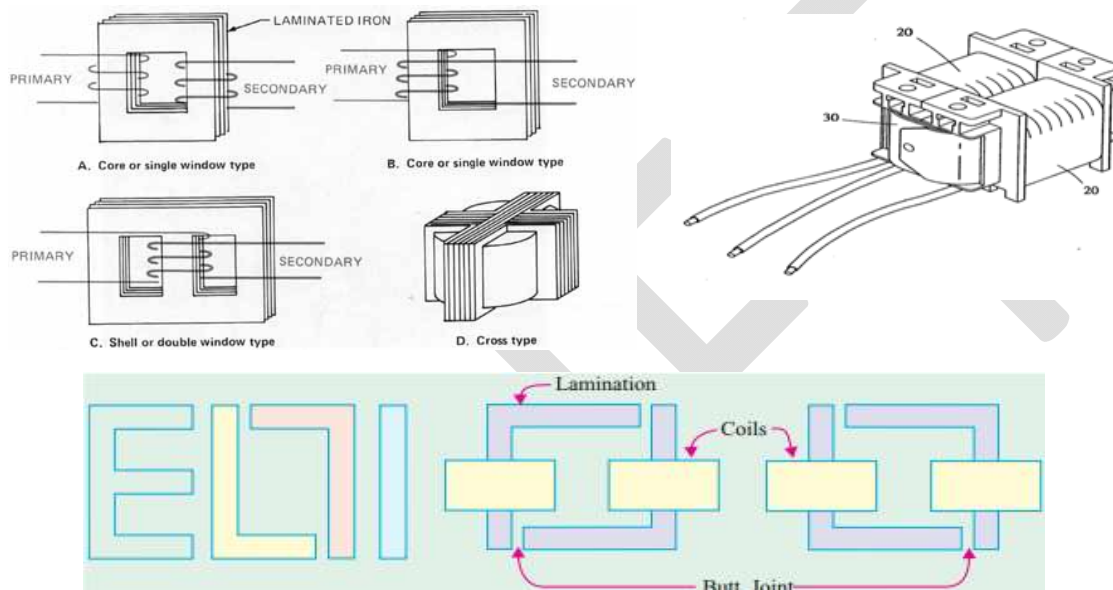 LAMINATED IRON
PRIMARY
SECONDARY
A. Core or single window type
PRIMARY
SECONDARY
B. Core or single window type
PRIMARY
SECONDARY
C. Shell or double window type
D. Cross type
20
30
20
Lamination
Coils
Butt Joint